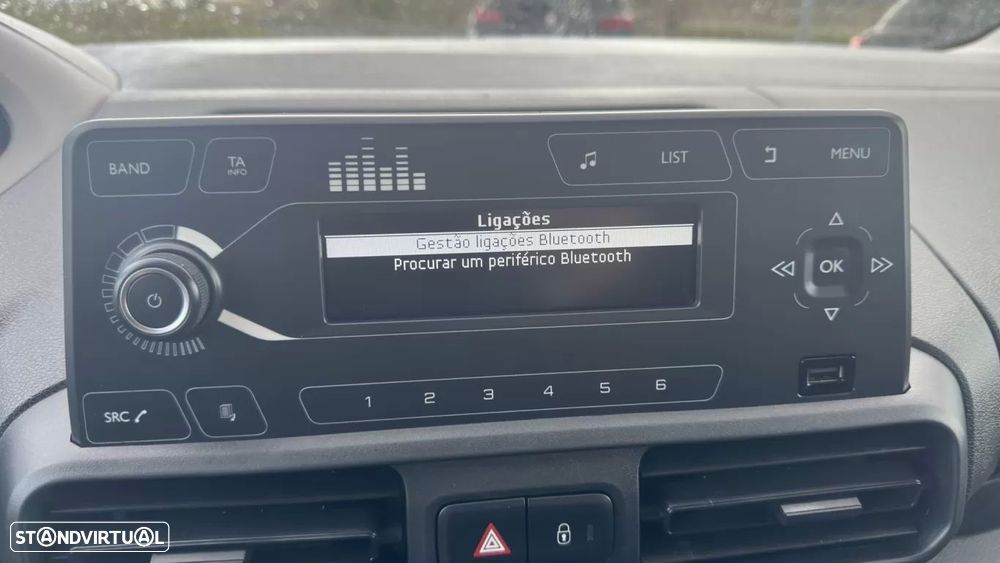 BAND
TA
INFO
LIST
MENU
Ligações
Gestão ligações Bluetooth
Procurar um periférico Bluetooth
OK
SRC
1 2 3 4 5 6
STANDVIRTUAL